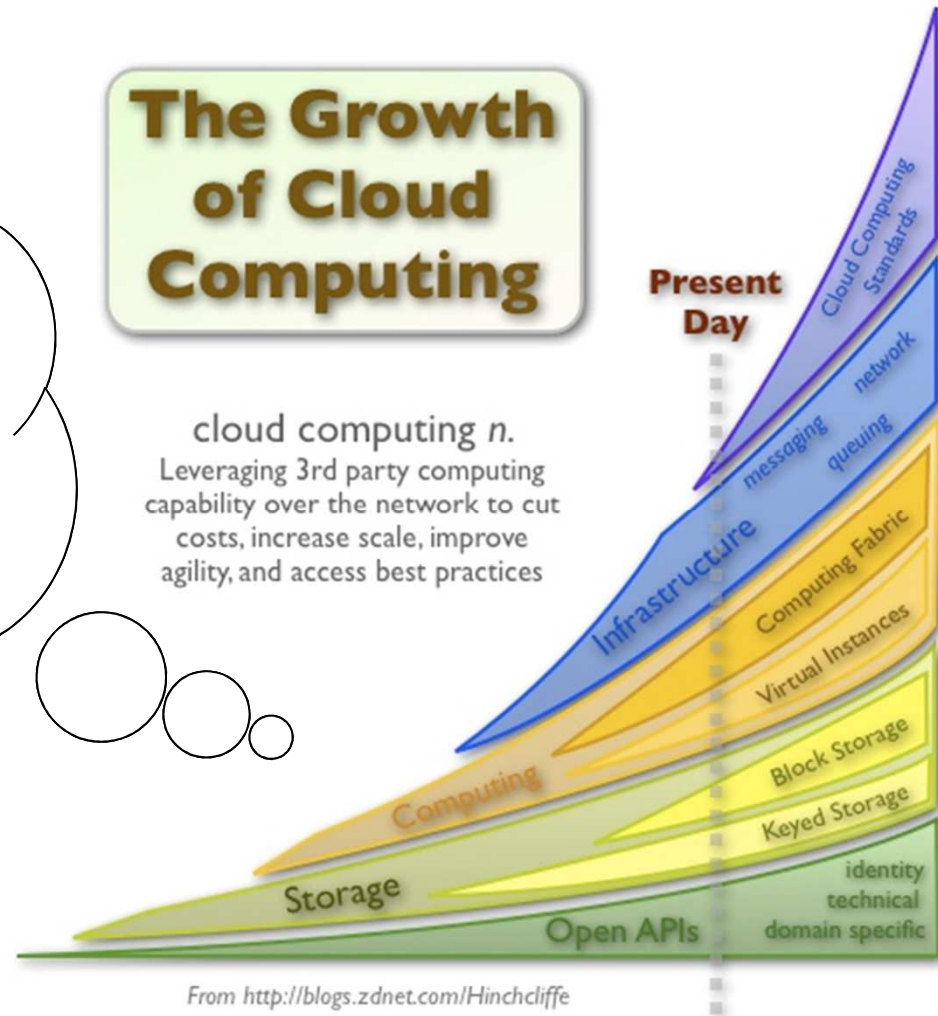 The Growth
of Cloud
Computing
cloud computing n.
Leveraging 3rd party computing
capability over the network to cut
costs, increase scale, improve
agility, and access best practices
Present
Day
Cloud Computing
Standards
network
messaging
queuing
Infrastructure
Computing Fabric
Virtual Instances
Computing
Block Storage
Keyed Storage
Storage
identity
technical
domain specific
Open APIs
From http://blogs.zdnet.com/Hinchcliffe